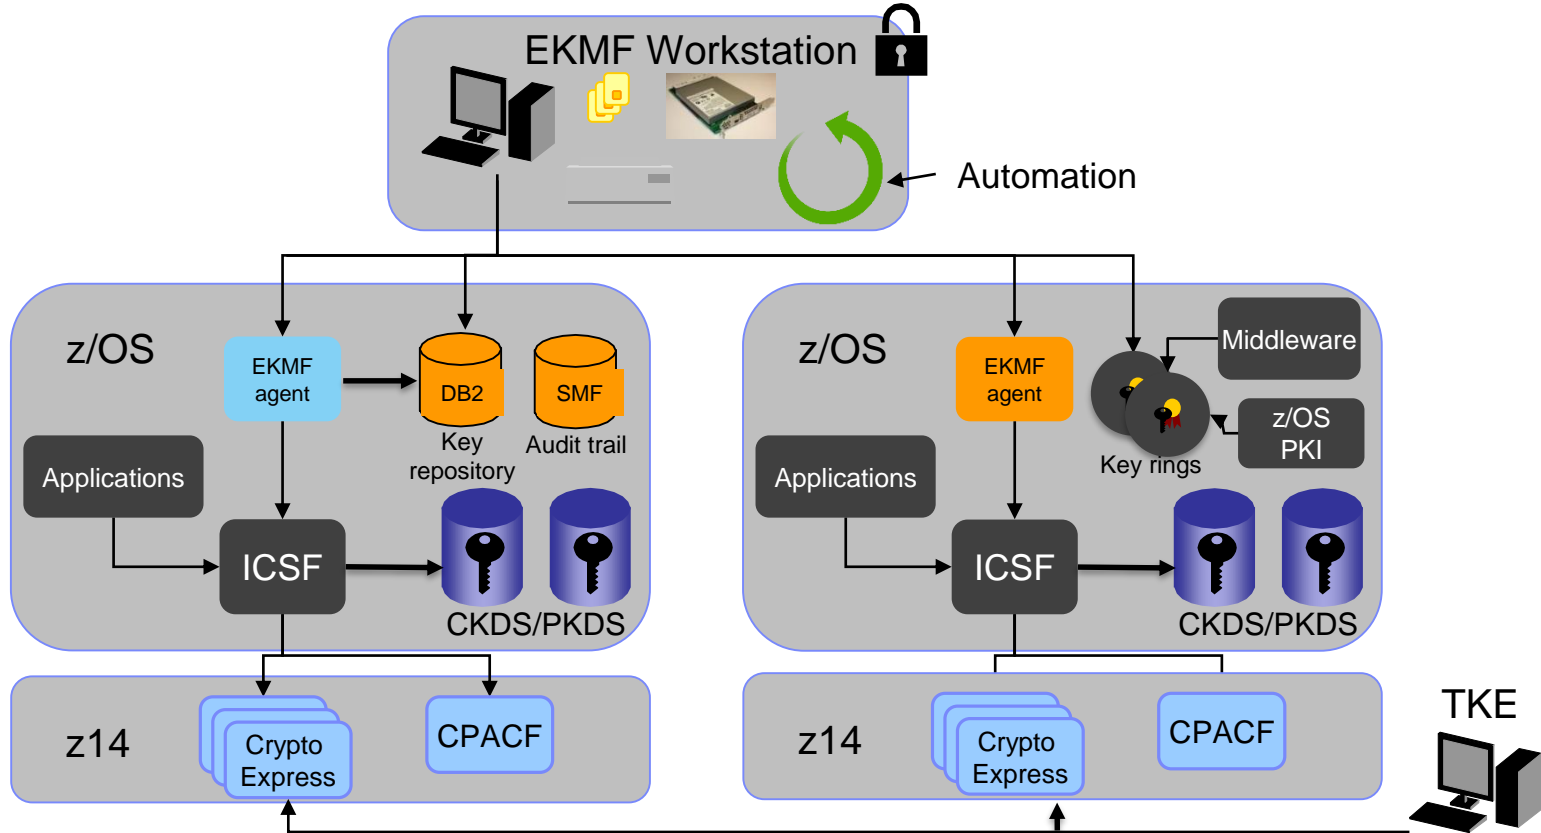 EKMF Workstation
Automation
z/OS
EKMF
agent
DB2
SMF
Key
repository
Audit trail
Applications
ICSF
CKDS/PKDS
z/OS
EKMF
agent
Middleware
z/OS
PKI
Key rings
Applications
ICSF
CKDS/PKDS
z14
Crypto
Express
CPACF
z14
Crypto
Express
CPACF
TKE